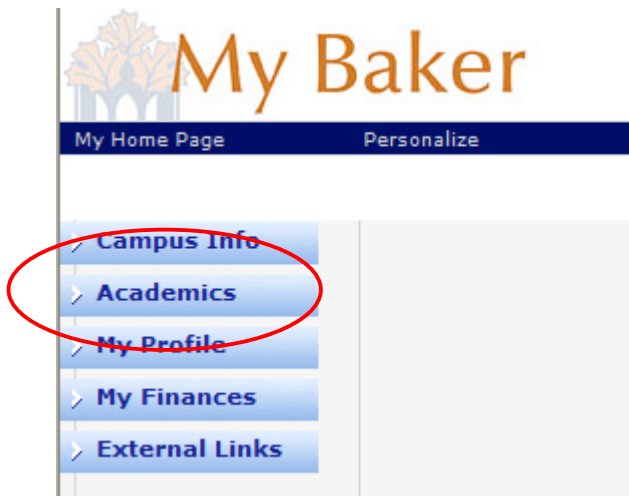 My Baker
My Home Page Personalize
Campus Info
Academics
My Profile
My Finances
External Links